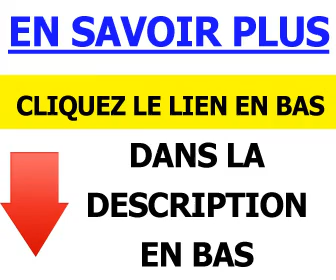 EN SAVOIR PLUS
CLIQUEZ LE LIEN EN BAS
DANS LA
DESCRIPTION
EN BAS